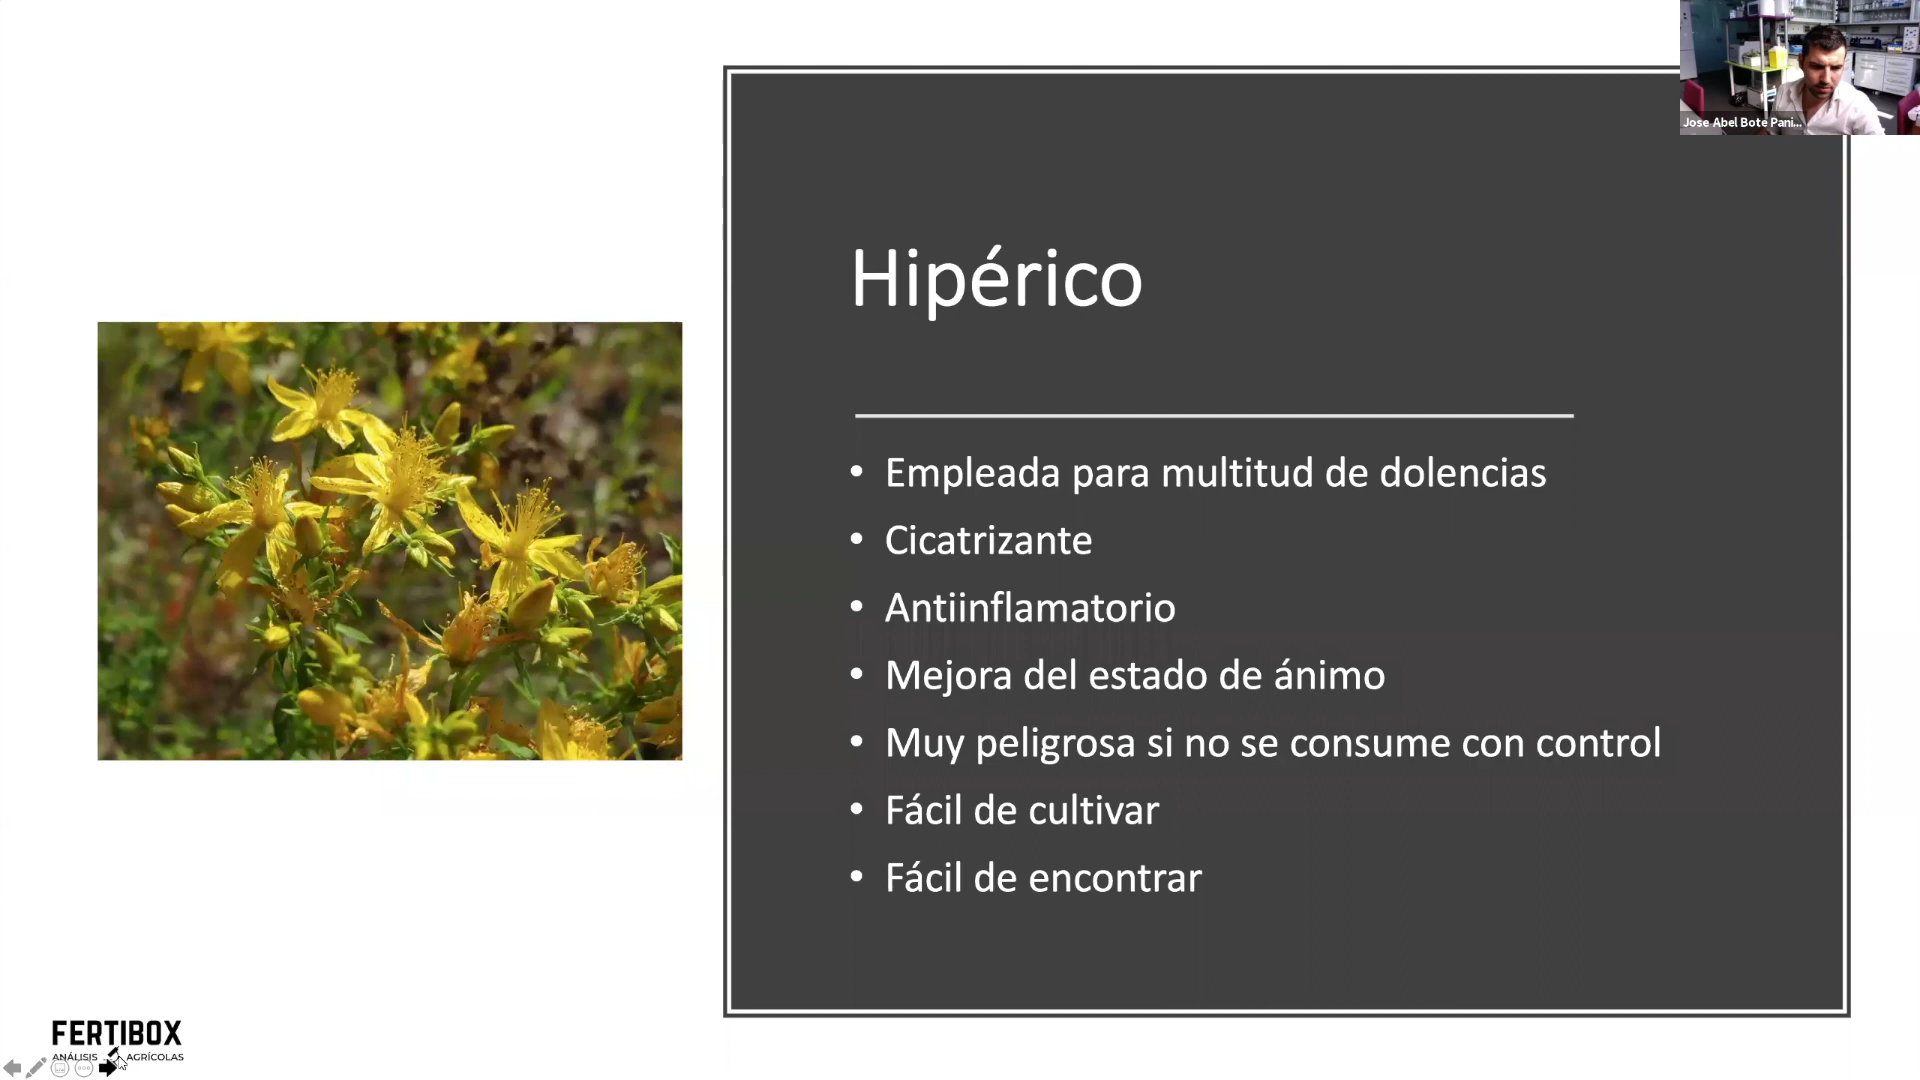 Jose Abel Bote Pani...
Hipérico
• Empleada para multitud de dolencias
• Cicatrizante
• Antiinflamatorio
• Mejora del estado de ánimo
• Muy peligrosa si no se consume con control
• Fácil de cultivar
• Fácil de encontrar
FERTIBOX
ANÁLISIS AGRÍCOLAS